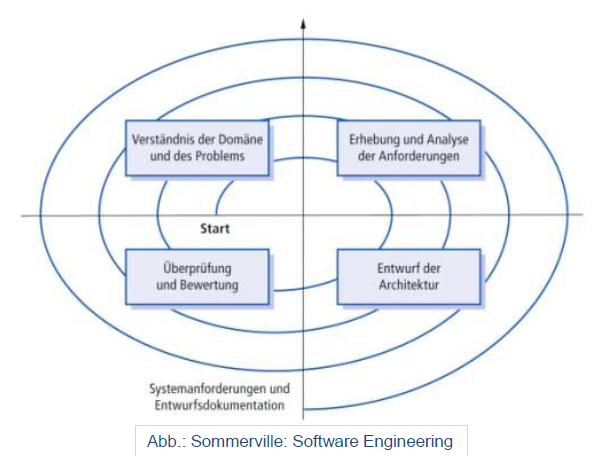 Verständnis der Domäne
und des Problems
Erhebung und Analyse
der Anforderungen
Start
Überprüfung
und Bewertung
Entwurf der
Architektur
Systemanforderungen und
Entwurfsdokumentation
Abb.: Sommerville: Software Engineering